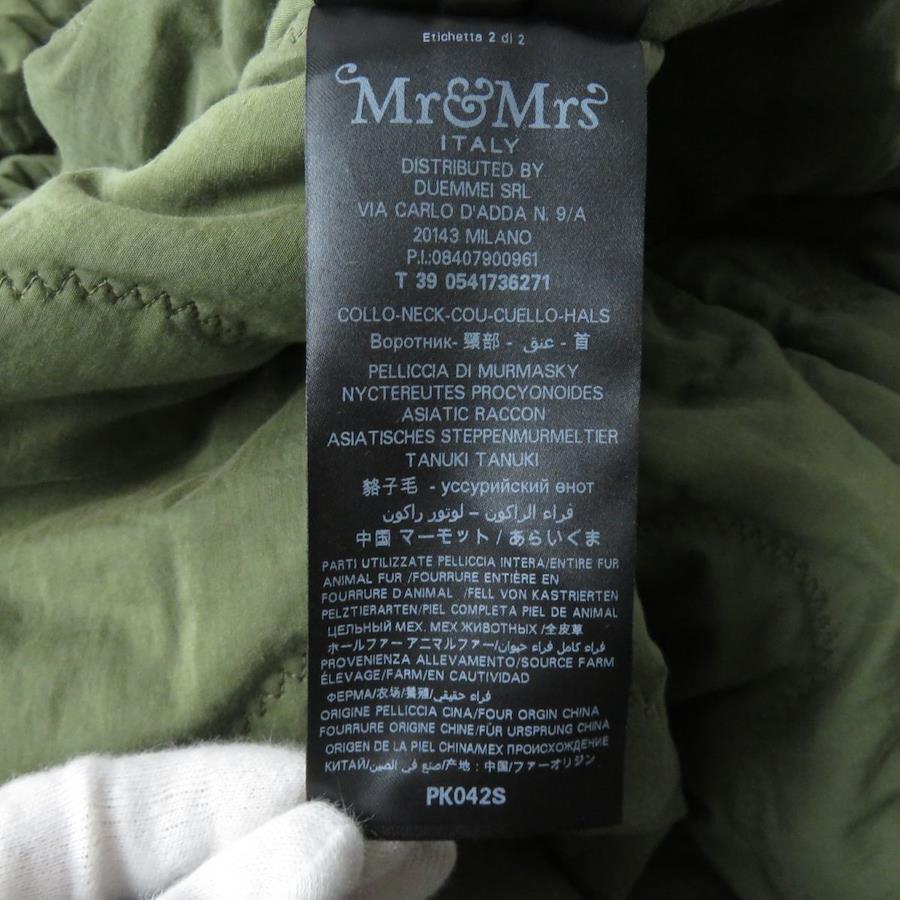 Etichetta 2 di 2
Mr&Mrs
ITALY
DISTRIBUTED BY
DUEMMEI SRL
VIA CARLO D'ADDA N. 9/A
20143 MILANO
P.I.:08407900961
T 39 0541736271
COLLO-NECK-COU-CUELLO-HALS
Воротник- 頸部 - عنق - 首
PELLICCIA DI MURMASKY
NYCTEREUTES PROCYONOIDES
ASIATIC RACCON
ASIATISCHES STEPPENMURMELTIER
TANUKI TANUKI
貉子毛 - уссурийский енот
فراء الراكون - لوتور راكون
中国 マーモット / あらいくま
PARTI UTILIZZATE PELLICCIA INTERA/ENTIRE FUR
ANIMAL FUR /FOURRURE ENTIÈRE EN
FOURRURE D'ANIMAL /FELL VON KASTRIERTEN
PELZTIERARTEN/PIEL COMPLETA PIEL DE ANIMAL
ЦЕЛЬНЫЙ МЕХ. МЕХ ЖИВОТНЫХ /全皮草
ホールファー アニマルファー/فراء كامل فراء حيوان
PROVENIENZA ALLEVAMENTO/SOURCE FARM
ÉLEVAGE/FARM/EN CAUTIVIDAD
ФЕРМА/农场/養殖/فراء حقيقي
ORIGINE PELLICCIA CINA/FOUR ORGIN CHINA
FOURRURE ORIGINE CHINE/FÜR URSPRUNG CHINA
ORIGEN DE LA PIEL CHINA/МЕХ ПРОИСХОЖДЕНИЕ
КИТАЙ/صنع في الصين/产地：中国/ファーオリジン
PK042S